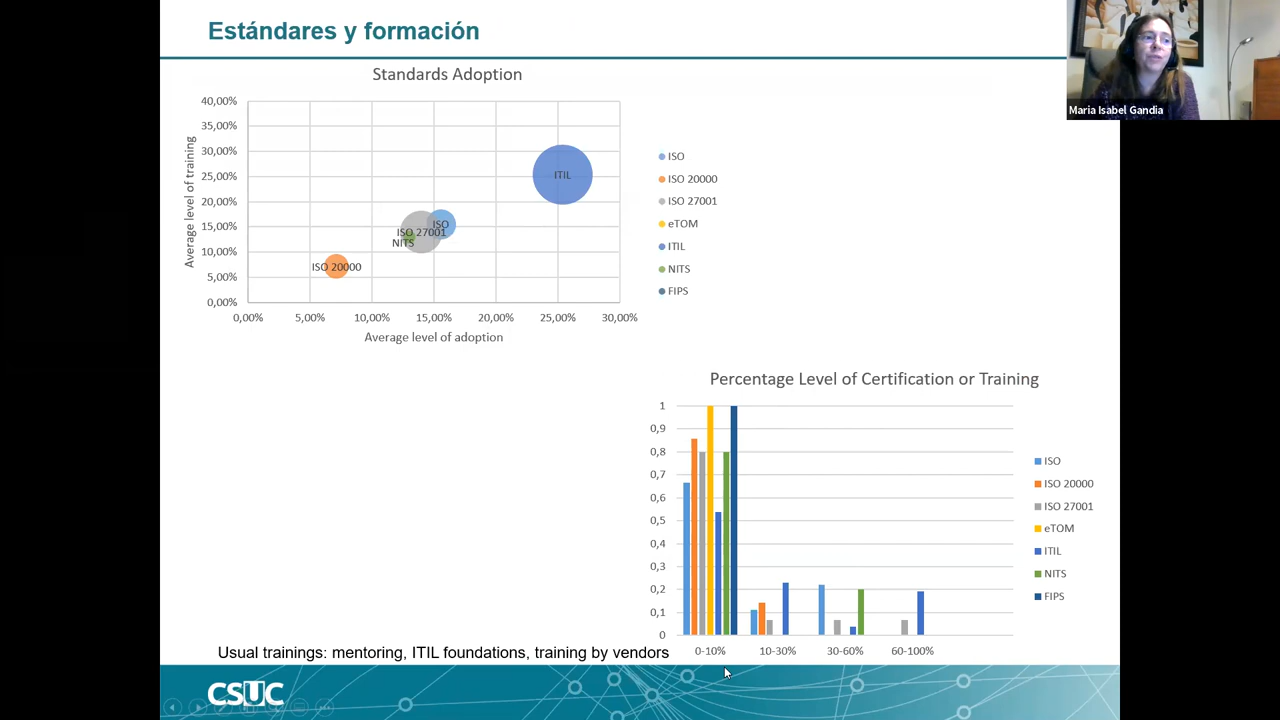 Estándares y formación
Maria Isabel Gandia
Standards Adoption
Average level of training
40,00%
35,00%
30,00%
25,00%
20,00%
15,00%
10,00%
5,00%
0,00%
ITIL
ISO
ISO 27001
NITS
ISO 20000
0,00%
5,00%
10,00%
15,00%
20,00%
25,00%
30,00%
Average level of adoption
ISO
ISO 20000
ISO 27001
eTOM
ITIL
NITS
FIPS
Percentage Level of Certification or Training
1
0,9
0,8
0,7
0,6
0,5
0,4
0,3
0,2
0,1
0
0-10%
10-30%
30-60%
60-100%
ISO
ISO 20000
ISO 27001
eTOM
ITIL
NITS
FIPS
Usual trainings: mentoring, ITIL foundations, training by vendors
CSUC